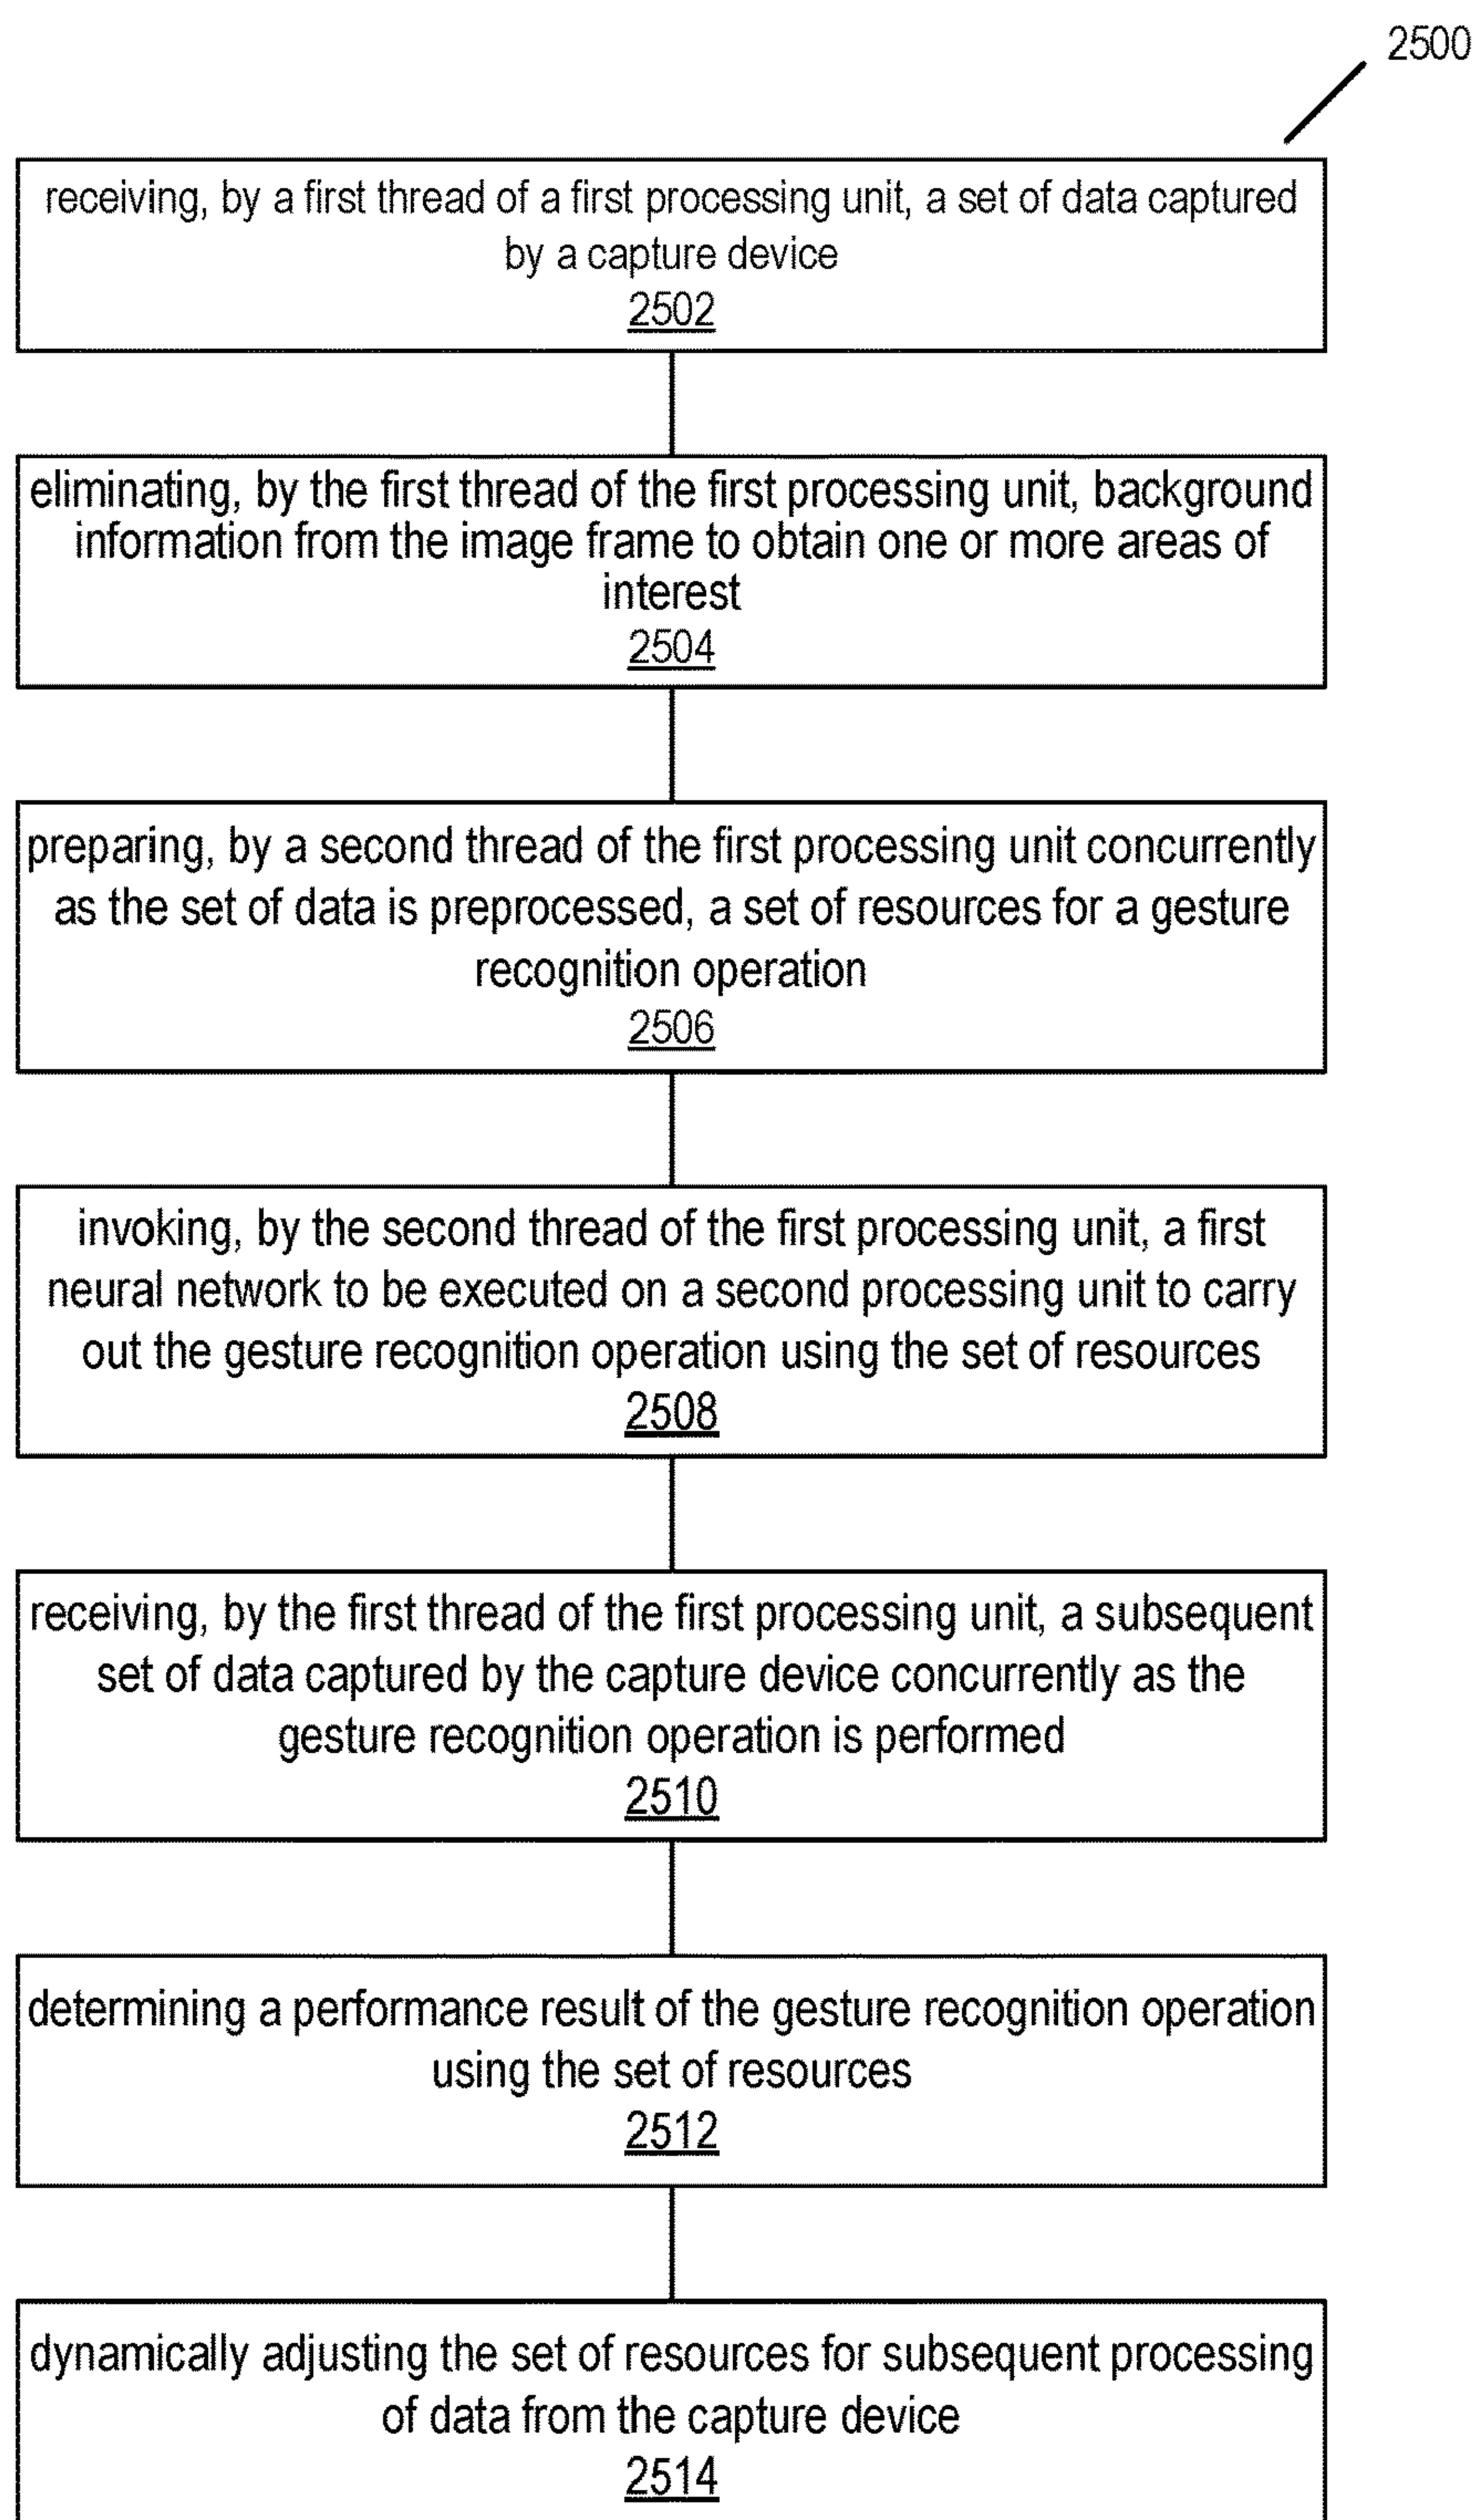 2500
receiving, by a first thread of a first processing unit, a set of data captured
by a capture device
2502
eliminating, by the first thread of the first processing unit, background
information from the image frame to obtain one or more areas of
interest
2504
preparing, by a second thread of the first processing unit concurrently
as the set of data is preprocessed, a set of resources for a gesture
recognition operation
2506
invoking, by the second thread of the first processing unit, a first
neural network to be executed on a second processing unit to carry
out the gesture recognition operation using the set of resources
2508
receiving, by the first thread of the first processing unit, a subsequent
set of data captured by the capture device concurrently as the
gesture recognition operation is performed
2510
determining a performance result of the gesture recognition operation
using the set of resources
2512
dynamically adjusting the set of resources for subsequent processing
of data from the capture device
2514